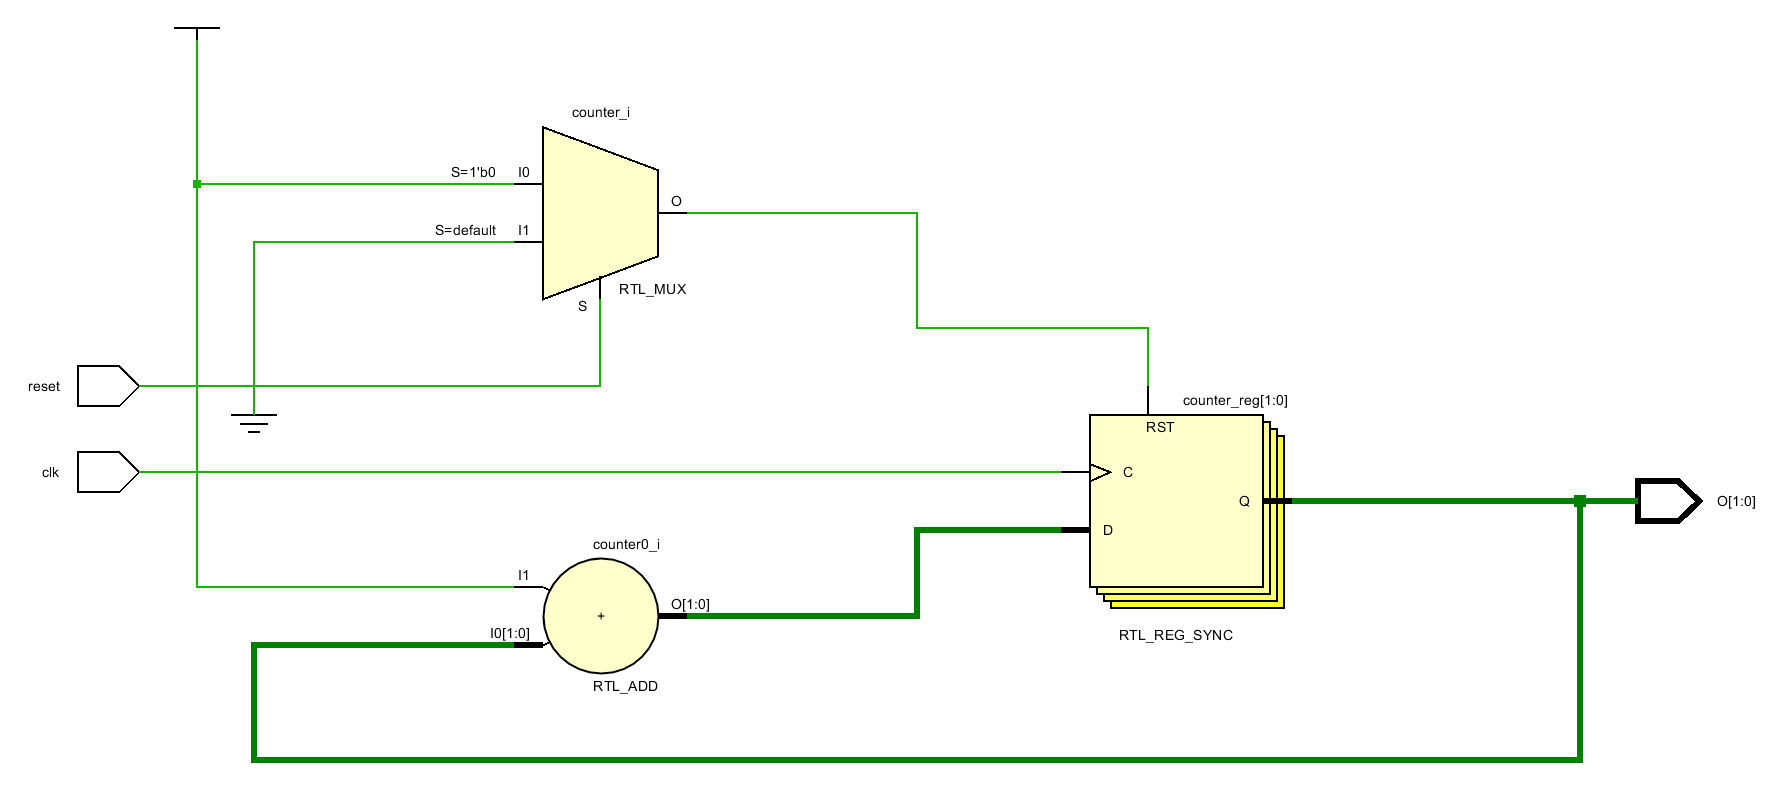 counter_i
S=1'b0 I0
O
S=default I1
RTL_MUX
S
reset
counter_reg[1:0]
RST
clk
C
Q
O[1:0]
D
counter0_i
I1
+
O[1:0]
I0[1:0]
RTL_REG_SYNC
RTL_ADD